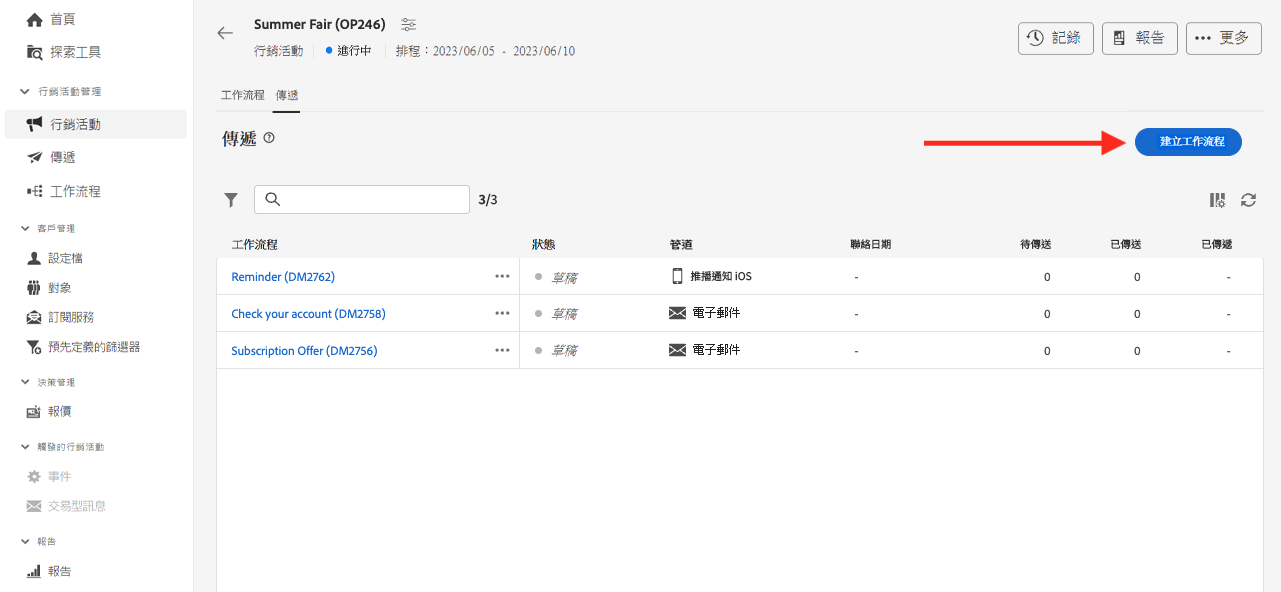 首頁
探索工具
行銷活動管理
行銷活動
傳遞
工作流程
客戶管理
設定檔
對象
訂閱服務
預先定義的篩選器
決策管理
報價
觸發的行銷活動
事件
交易型訊息
報告
報告
Summer Fair (OP246)
行銷活動 進行中 排程：2023/06/05 - 2023/06/10
記錄 報告 更多
工作流程 傳遞
傳遞
建立工作流程
3/3
工作流程 狀態 管道 聯絡日期 待傳送 已傳送 已傳遞
Reminder (DM2762) 草稿 推播通知 iOS - 0 0 -
Check your account (DM2758) 草稿 電子郵件 - 0 0 -
Subscription Offer (DM2756) 草稿 電子郵件 - 0 0 -